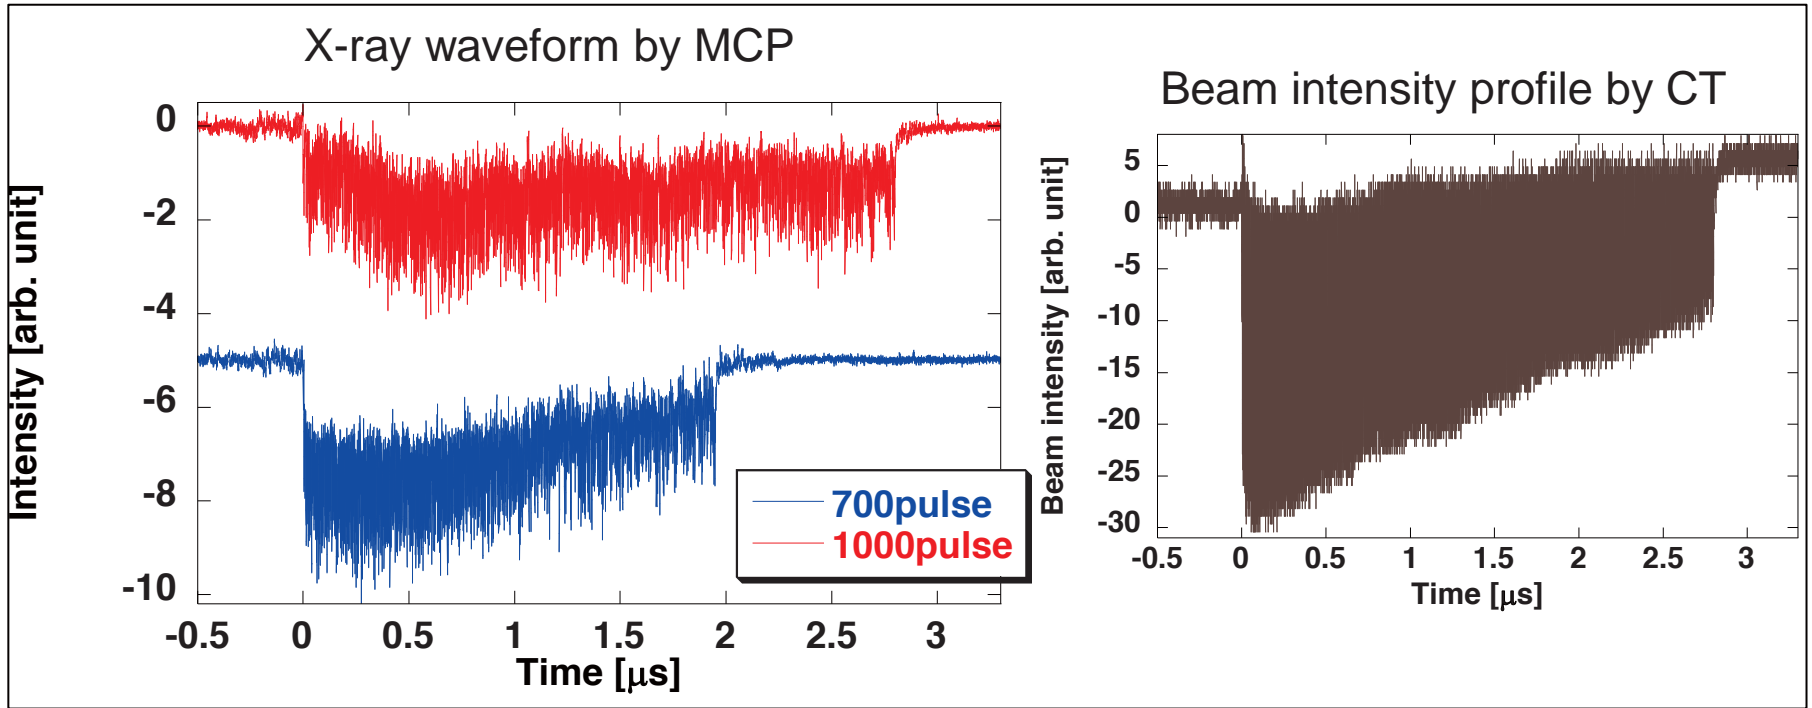 X-ray waveform by MCP
Intensity [arb. unit]
0
-2
-4
-6
-8
-10
-0.5 0 0.5 1 1.5 2 2.5 3
Time [μs]
700pulse
1000pulse
Beam intensity profile by CT
Beam intensity [arb. unit]
5
0
-5
-10
-15
-20
-25
-30
-0.5 0 0.5 1 1.5 2 2.5 3
Time [μs]